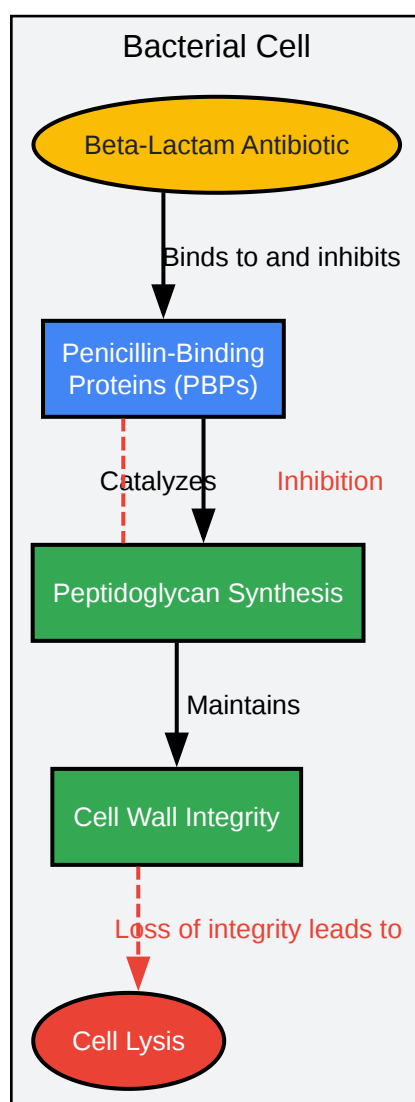 Bacterial Cell
Beta-Lactam Antibiotic
Binds to and inhibits
Penicillin-Binding
Proteins (PBPs)
Catalyzes
Inhibition
Peptidoglycan Synthesis
Maintains
Cell Wall Integrity
Loss of integrity leads to
Cell Lysis